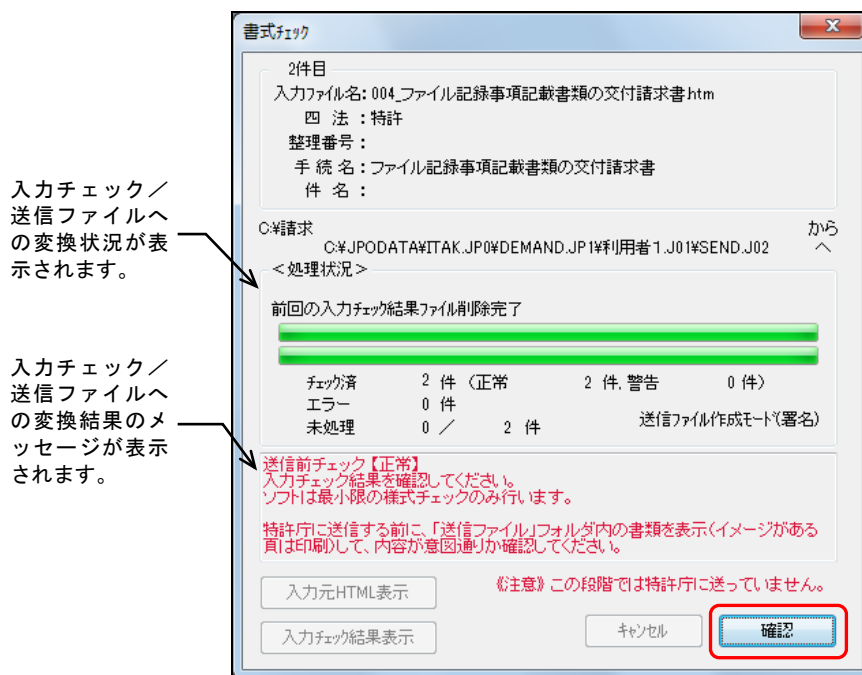 書式ﾁｪｯｸ
2件目
入力ﾌｧｲﾙ名：004_ファイル記録事項記載書類の交付請求書.htm
四 法 ：特許
整理番号：
手 続 名：ファイル記録事項記載書類の交付請求書
件 名 ：
C:¥請求 から
C:¥JPODATA¥ITAK.JP0¥DEMAND.JP1¥利用者1.J01¥SEND.J02 へ
入力チェック／
送信ファイルへ
の変換状況が表
示されます。
＜処理状況＞
前回の入力ﾁｪｯｸ結果ﾌｧｲﾙ削除完了
入力チェック／
送信ファイルへ
の変換結果のメ
ッセージが表示
されます。
ﾁｪｯｸ済 2 件 （正常 2 件, 警告 0 件）
エラー 0 件
未処理 0 ／ 2 件 送信ﾌｧｲﾙ作成ﾓｰﾄﾞ(署名)
送信前チェック【正常】
入力チェック結果を確認してください。
ソフトは最小限の様式チェックのみ行います。
特許庁に送信する前に、「送信ファイル」フォルダ内の書類を表示（イメージがある
頁は印刷）して、内容が意図通りか確認してください。
入力元HTML表示 《注意》この段階では特許庁に送っていません。
入力ﾁｪｯｸ結果表示 ｷｬﾝｾﾙ 確認